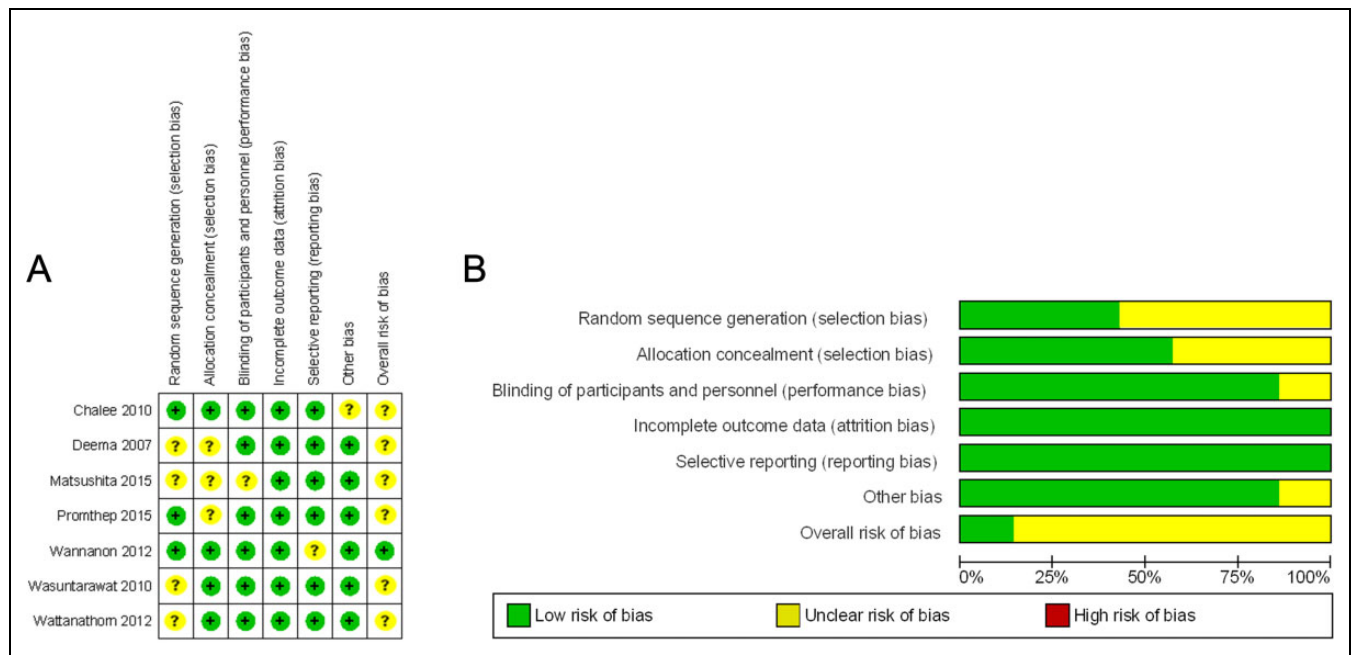 A
Random sequence generation (selection bias)
Allocation concealment (selection bias)
Blinding of participants and personnel (performance bias)
Incomplete outcome data (attrition bias)
Selective reporting (reporting bias)
Other bias
Overall risk of bias
Chalee 2010 + + + + + ? ?
Deema 2007 ? ? + + + + ?
Matsushita 2015 ? ? ? + + + ?
Promthep 2015 + ? + + + + ?
Wannanon 2012 + + + + ? + +
Wasuntarawat 2010 ? + + + + + ?
Wattanathorn 2012 ? + + + + + ?
B
Random sequence generation (selection bias)
Allocation concealment (selection bias)
Blinding of participants and personnel (performance bias)
Incomplete outcome data (attrition bias)
Selective reporting (reporting bias)
Other bias
Overall risk of bias
0% 25% 50% 75% 100%
Low risk of bias Unclear risk of bias High risk of bias